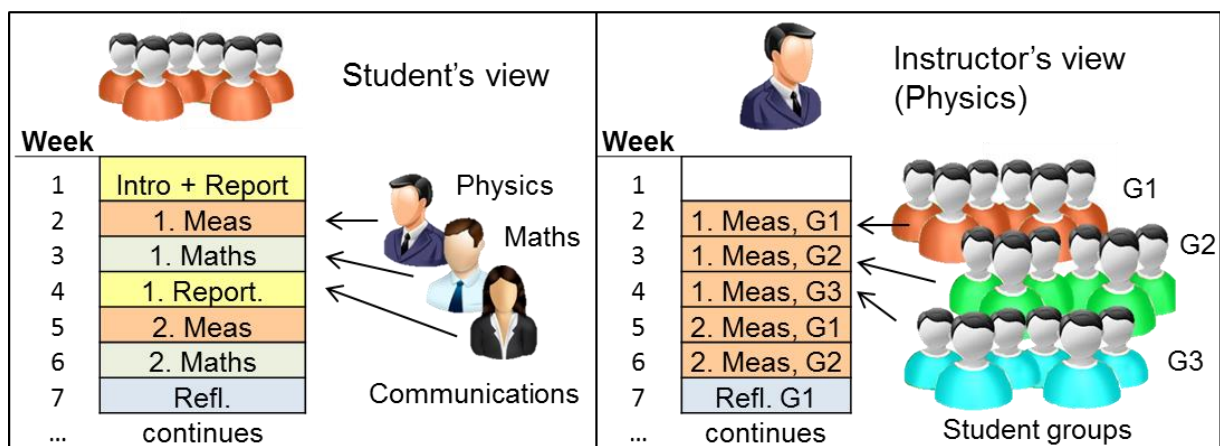 Student's view
Week
1 Intro + Report
2 1. Meas
3 1. Maths
4 1. Report.
5 2. Meas
6 2. Maths
7 Refl.
... continues
Physics
Maths
Communications
Instructor's view
(Physics)
Week
1
2 1. Meas, G1
3 1. Meas, G2
4 1. Meas, G3
5 2. Meas, G1
6 2. Meas, G2
7 Refl. G1
... continues
G1
G2
G3
Student groups